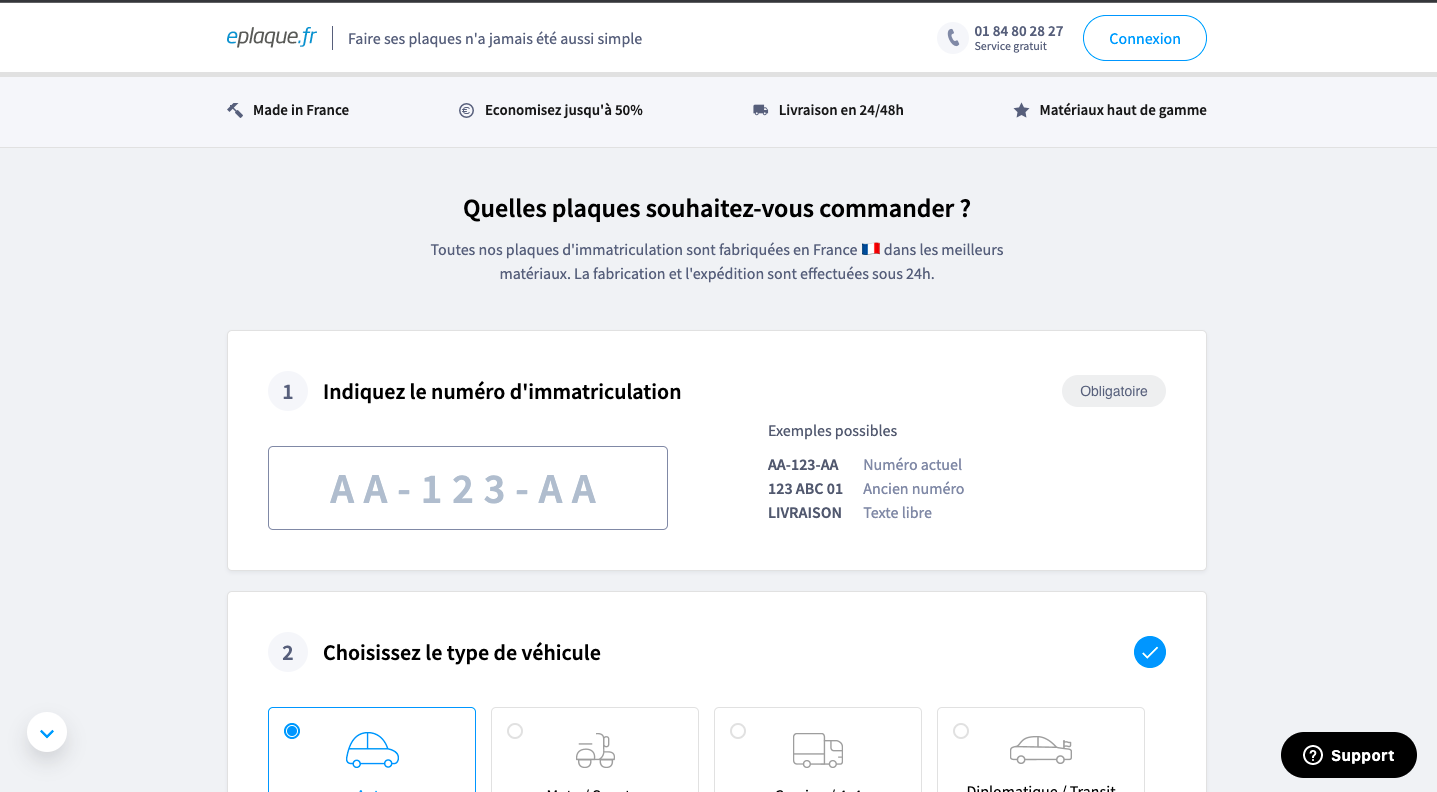 eplaque.fr
Faire ses plaques n'a jamais été aussi simple
01 84 80 28 27
Service gratuit
Connexion
Made in France
Economisez jusqu'à 50%
Livraison en 24/48h
Matériaux haut de gamme
Quelles plaques souhaitez-vous commander ?
Toutes nos plaques d'immatriculation sont fabriquées en France 🇫🇷 dans les meilleurs
matériaux. La fabrication et l'expédition sont effectuées sous 24h.
1
Indiquez le numéro d'immatriculation
Obligatoire
AA-123-AA
Exemples possibles
AA-123-AA Numéro actuel
123 ABC 01 Ancien numéro
LIVRAISON Texte libre
2
Choisissez le type de véhicule
Diplomatique / Transit
Support